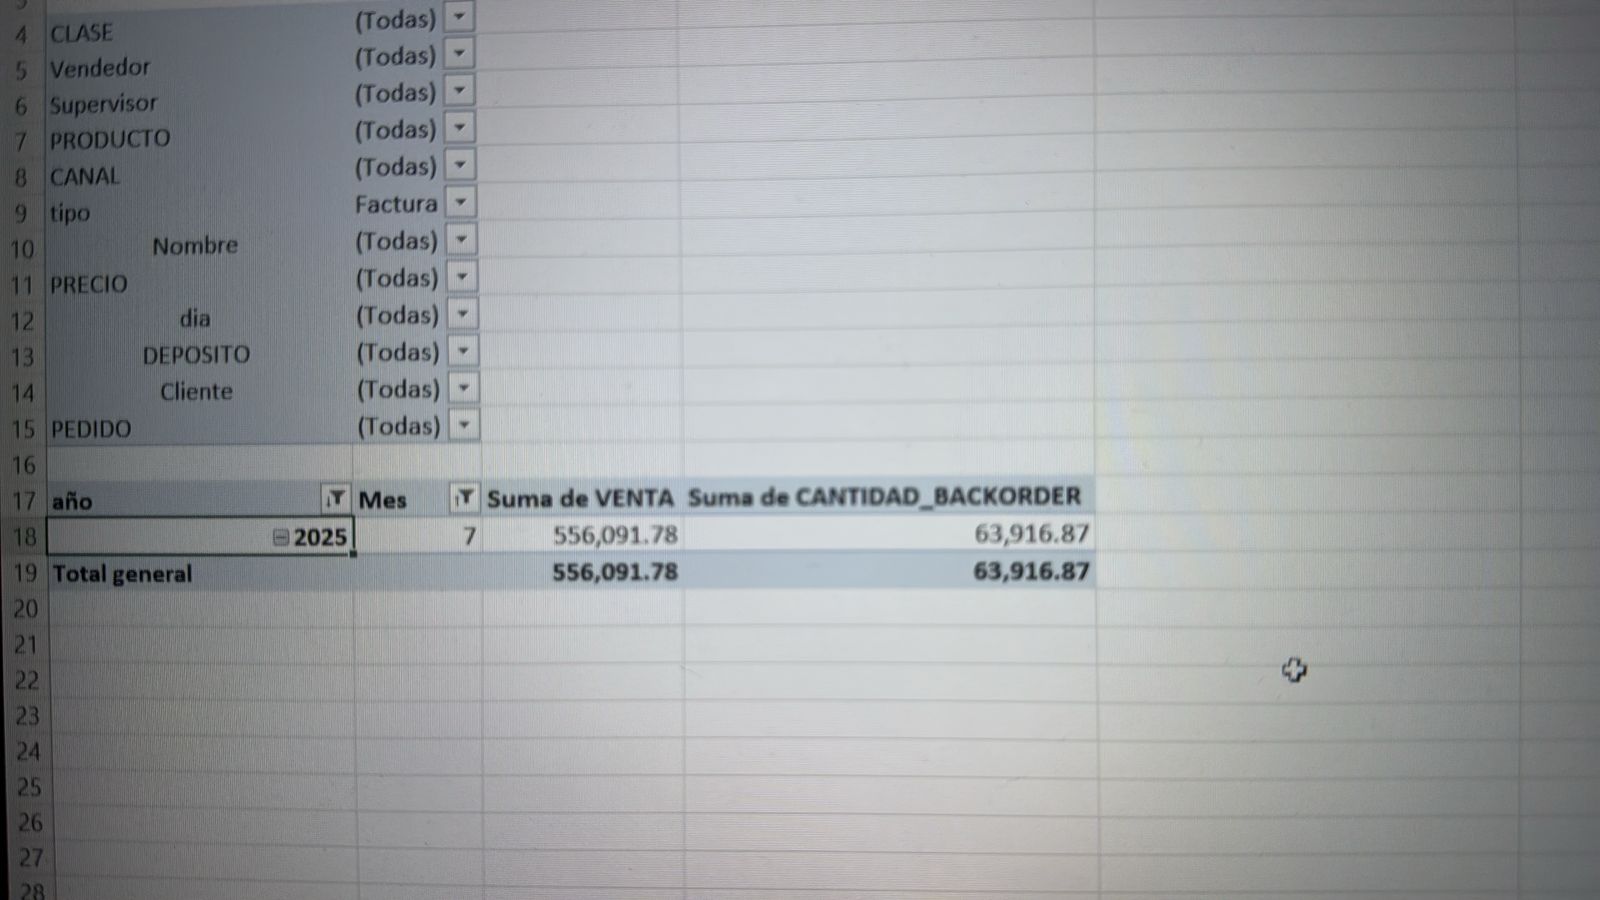 4 CLASE (Todas)
5 Vendedor (Todas)
6 Supervisor (Todas)
7 PRODUCTO (Todas)
8 CANAL (Todas)
9 tipo Factura
10 Nombre (Todas)
11 PRECIO (Todas)
12 dia (Todas)
13 DEPOSITO (Todas)
14 Cliente (Todas)
15 PEDIDO (Todas)
16
17 año Mes Suma de VENTA Suma de CANTIDAD_BACKORDER
18 2025 7 556,091.78 63,916.87
19 Total general 556,091.78 63,916.87
20
21
22
23
24
25
26
27
28